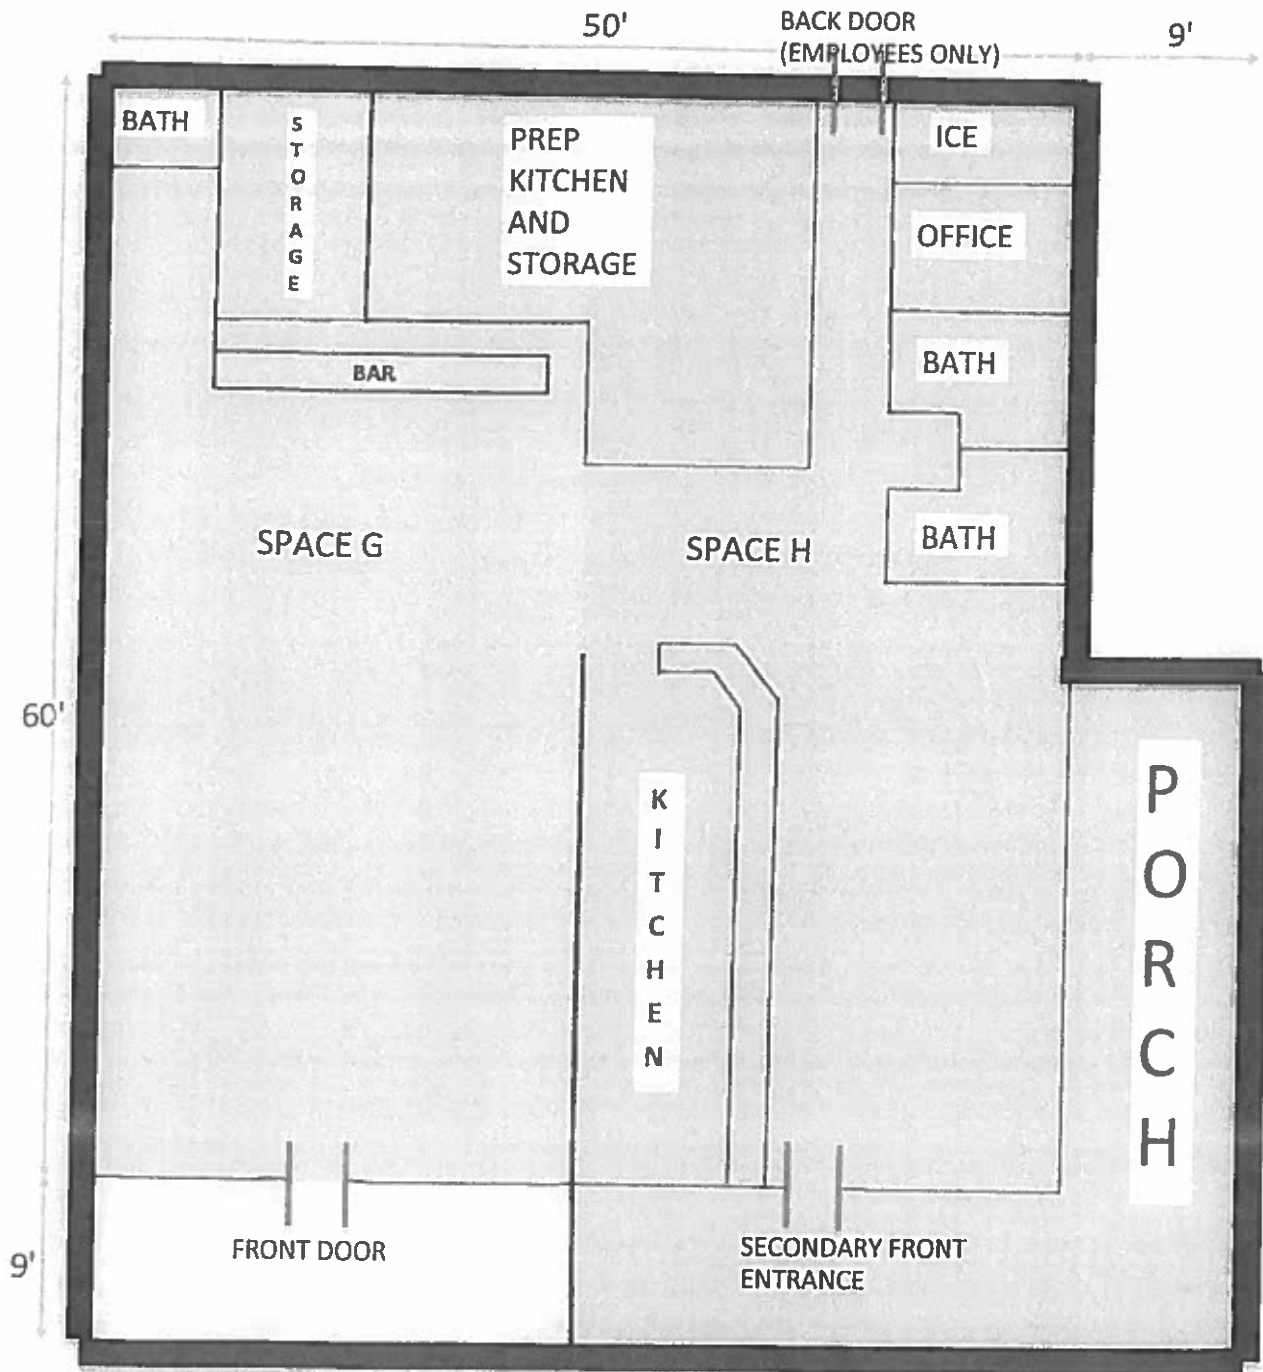 50'
BACK DOOR
(EMPLOYEES ONLY)
9'
BATH
STORAGE
PREP
KITCHEN
AND
STORAGE
ICE
OFFICE
BATH
BAR
SPACE G
SPACE H
BATH
60'
KITCHEN
PORCH
9'
FRONT DOOR
SECONDARY FRONT
ENTRANCE